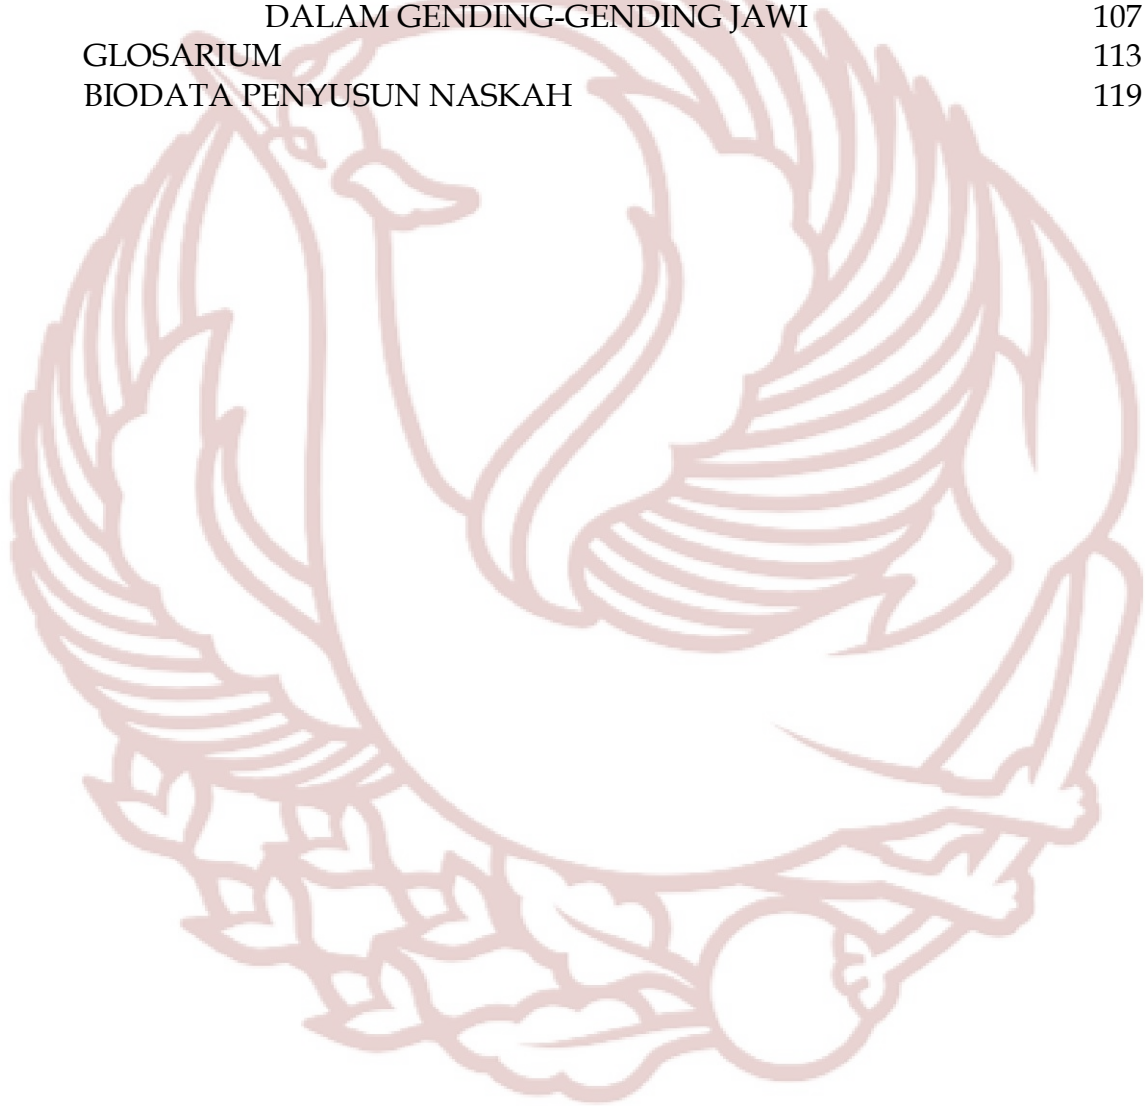 DALAM GENDING-GENDING JAWI 107
GLOSARIUM 113
BIODATA PENYUSUN NASKAH 119